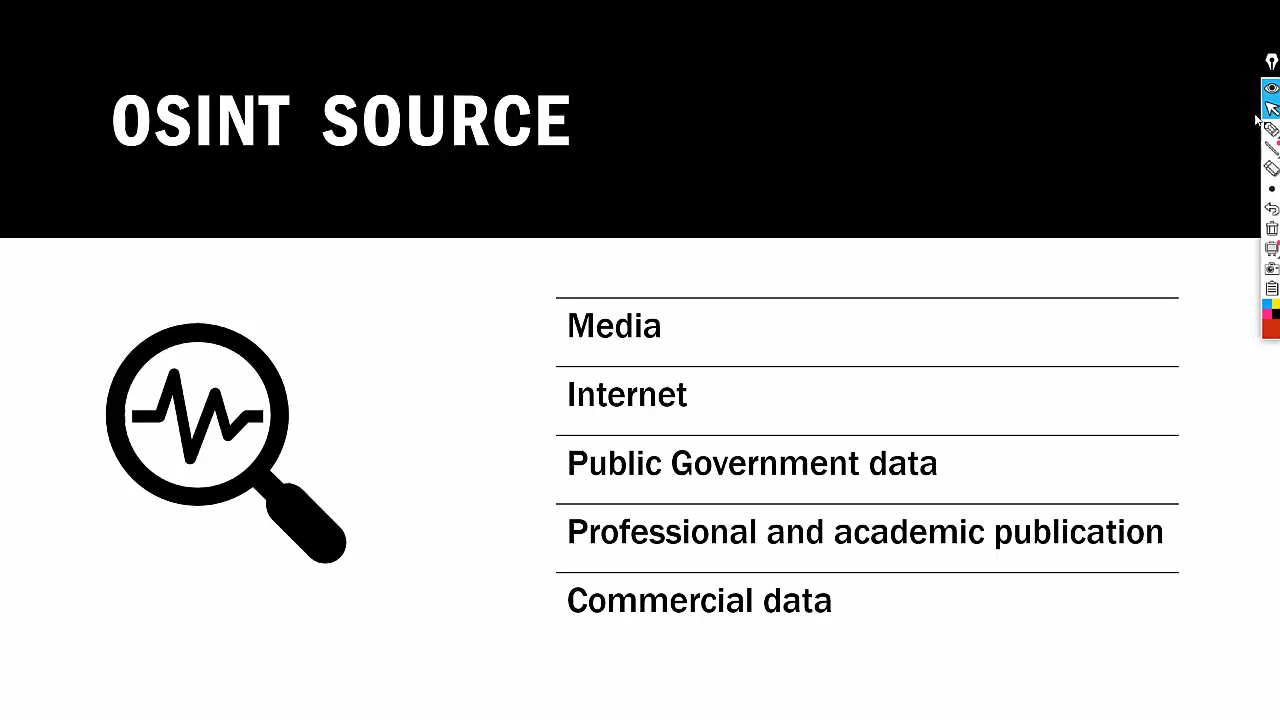 OSINT SOURCE
Media
Internet
Public Government data
Professional and academic publication
Commercial data